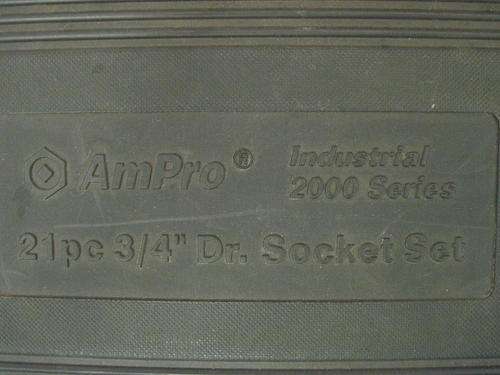 AmPro® Industrial
2000 Series
21pc 3/4" Dr. Socket Set